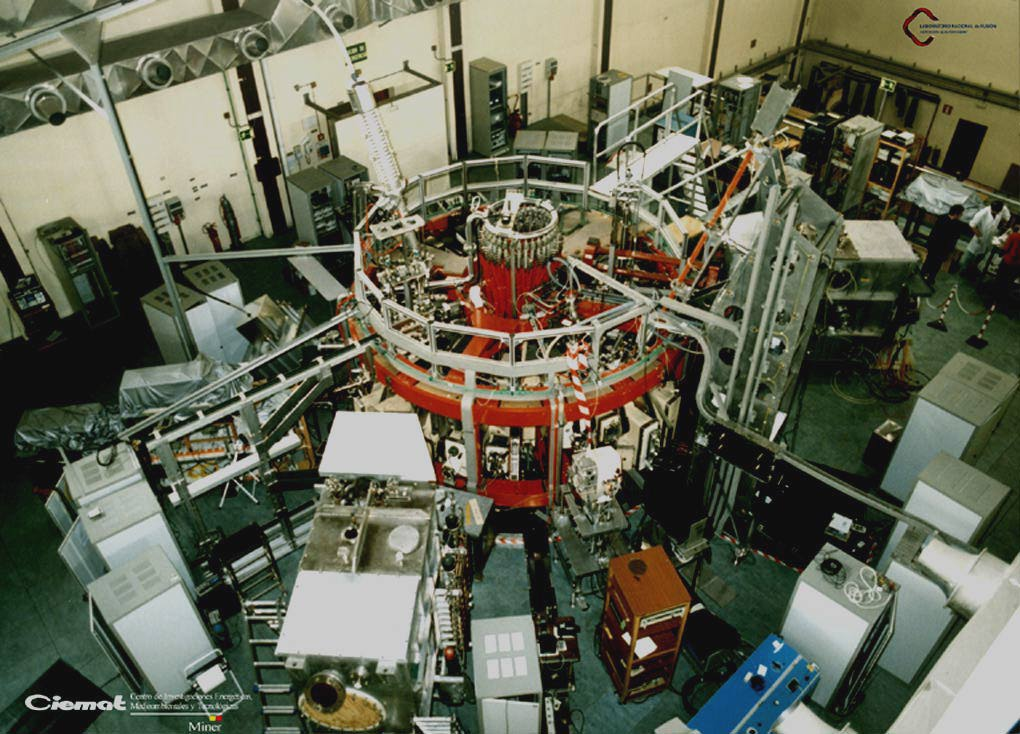 LABORATORIO NACIONAL de FUSIÓN
Ciemat
Centro de Investigaciones Energéticas,
Medioambientales y Tecnológicas
Miner